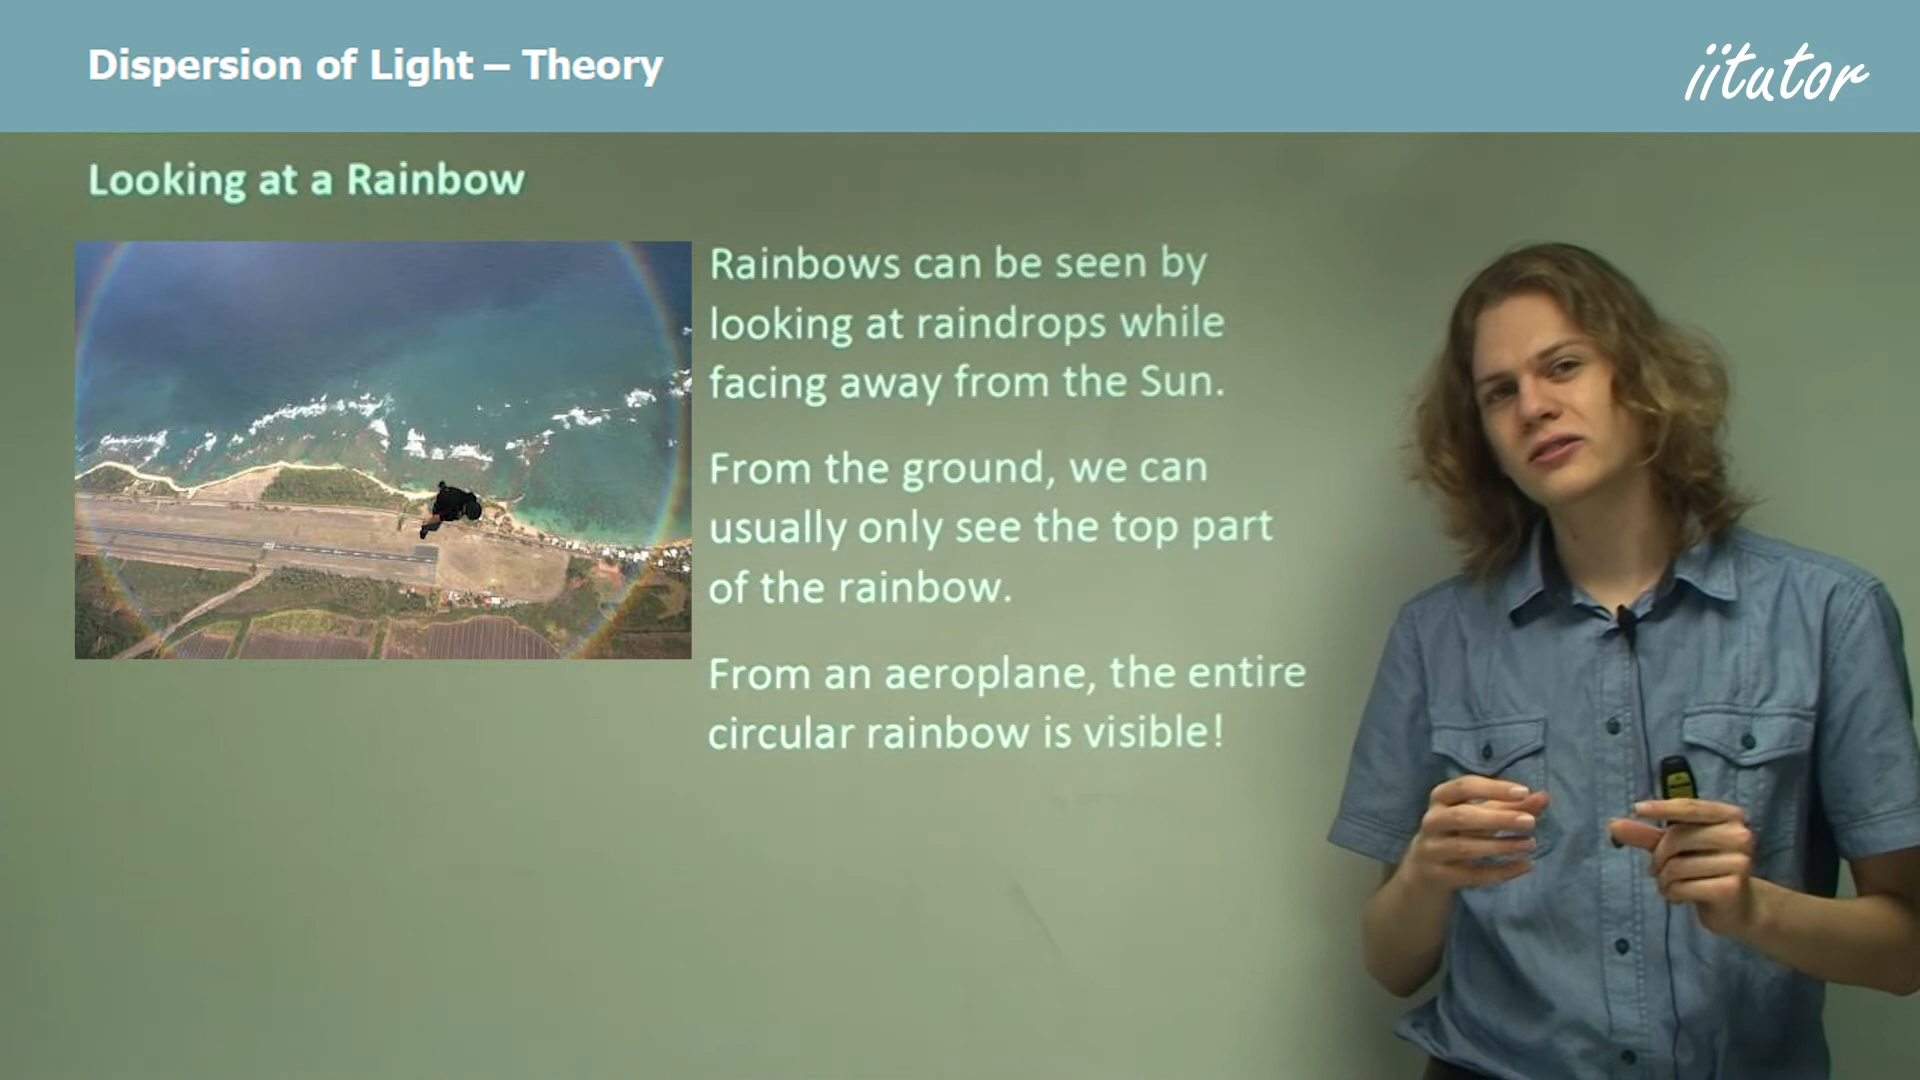 Dispersion of Light – Theory
iitutor
Looking at a Rainbow
Rainbows can be seen by
looking at raindrops while
facing away from the Sun.
From the ground, we can
usually only see the top part
of the rainbow.
From an aeroplane, the entire
circular rainbow is visible!